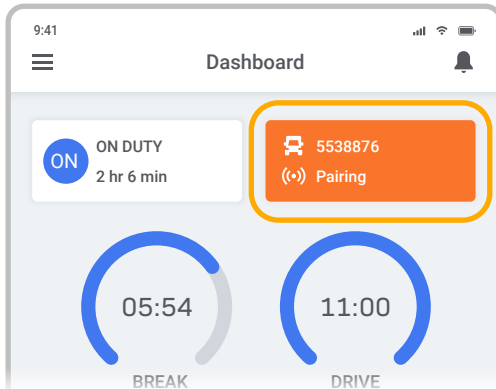 9:41
Dashboard
ON
ON DUTY
2 hr 6 min
5538876
Pairing
05:54
BREAK
11:00
DRIVE